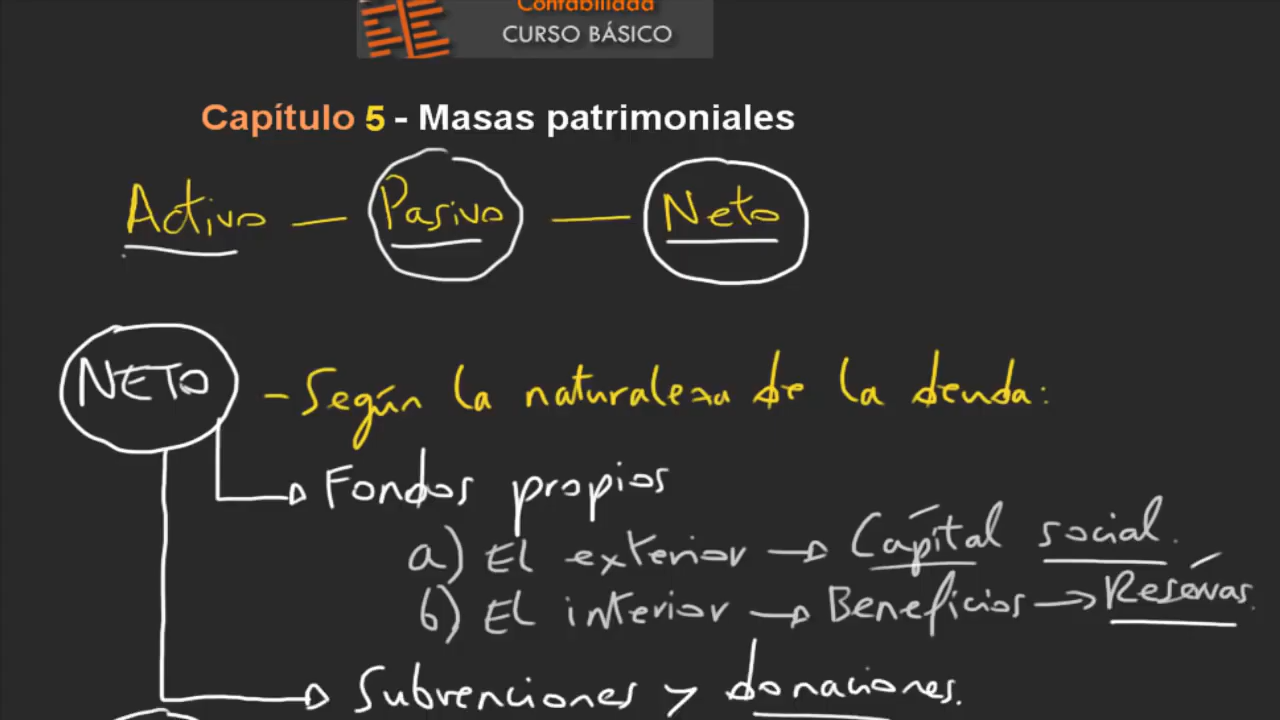 Contabilidad
CURSO BÁSICO
Capítulo 5 - Masas patrimoniales
Activo — Pasivo — Neto
NETO - Según la naturaleza de la deuda:
Fondos propios
a) El exterior → Capital social.
b) El interior → Beneficios → Reservas.
Subvenciones y donaciones.